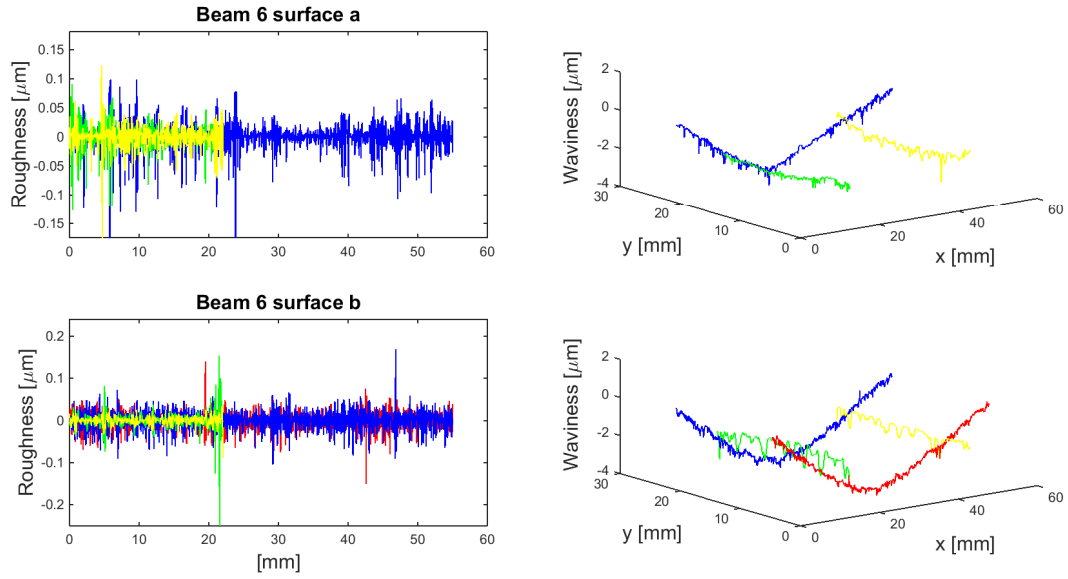 Beam 6 surface a
Roughness [μm]
0.15
0.1
0.05
0
-0.05
-0.1
-0.15
0 10 20 30 40 50 60
Waviness [μm]
2
0
-2
-4
30
20
10
0
y [mm]
0
20
40
60
x [mm]
Beam 6 surface b
Roughness [μm]
0.2
0.1
0
-0.1
-0.2
0 10 20 30 40 50 60
[mm]
Waviness [μm]
2
0
-2
-4
30
20
10
0
y [mm]
0
20
40
60
x [mm]